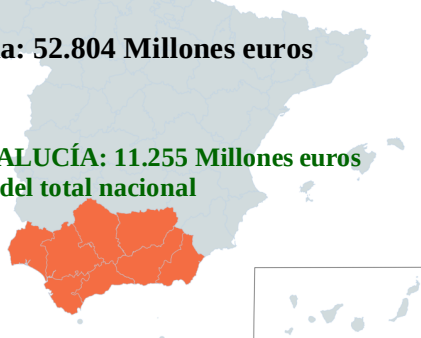 a: 52.804 Millones euros
ALUCÍA: 11.255 Millones euros
del total nacional